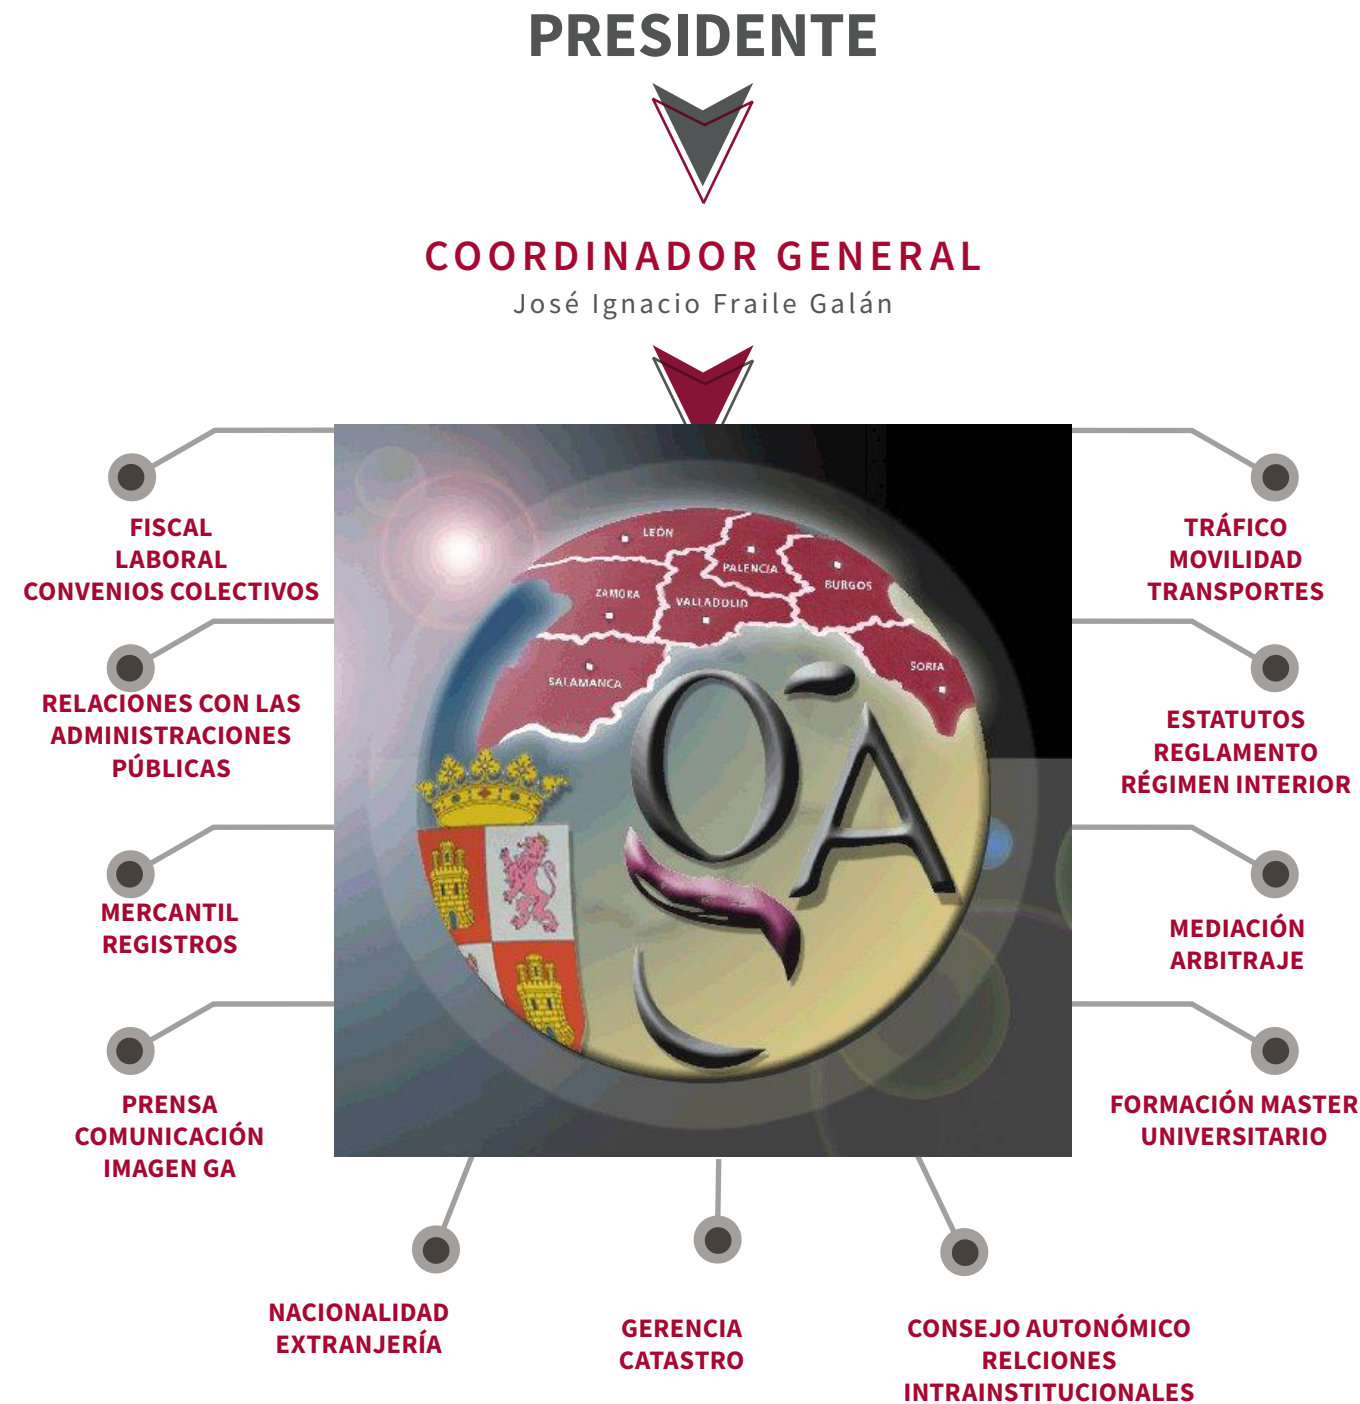 PRESIDENTE
COORDINADOR GENERAL
José Ignacio Fraile Galán
FISCAL
LABORAL
CONVENIOS COLECTIVOS
RELACIONES CON LAS
ADMINISTRACIONES
PÚBLICAS
MERCANTIL
REGISTROS
PRENSA
COMUNICACIÓN
IMAGEN GA
LEÓN
PALENCIA
BURGOS
ZAMORA
VALLADOLID
SORIA
SALAMANCA
gA
TRÁFICO
MOVILIDAD
TRANSPORTES
ESTATUTOS
REGLAMENTO
RÉGIMEN INTERIOR
MEDIACIÓN
ARBITRAJE
FORMACIÓN MASTER
UNIVERSITARIO
NACIONALIDAD
EXTRANJERÍA
GERENCIA
CATASTRO
CONSEJO AUTONÓMICO
RELCIONES
INTRAINSTITUCIONALES